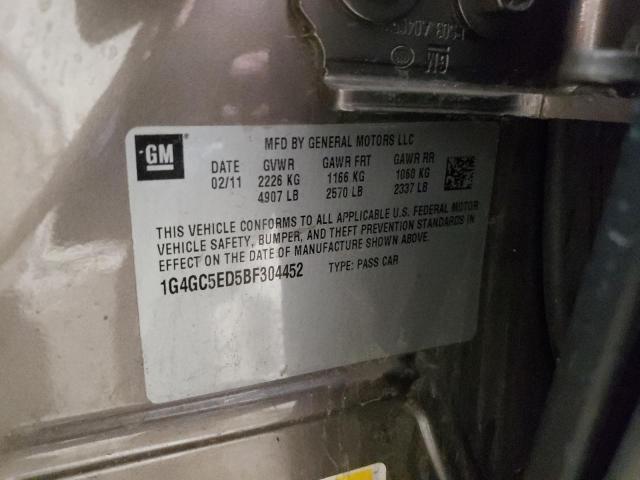 GM
MFD BY GENERAL MOTORS LLC
DATE GVWR GAWR FRT GAWR RR
02/11 2226 KG 1166 KG 1060 KG
4907 LB 2570 LB 2337 LB
THIS VEHICLE CONFORMS TO ALL APPLICABLE U.S. FEDERAL MOTOR
VEHICLE SAFETY, BUMPER, AND THEFT PREVENTION STANDARDS IN
EFFECT ON THE DATE OF MANUFACTURE SHOWN ABOVE.
1G4GC5ED5BF304452 TYPE: PASS CAR